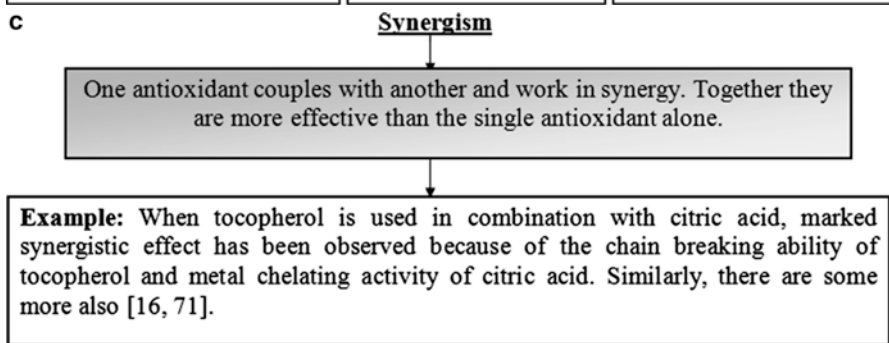 c
Synergism
One antioxidant couples with another and work in synergy. Together they
are more effective than the single antioxidant alone.
Example: When tocopherol is used in combination with citric acid, marked
synergistic effect has been observed because of the chain breaking ability of
tocopherol and metal chelating activity of citric acid. Similarly, there are some
more also [16, 71].